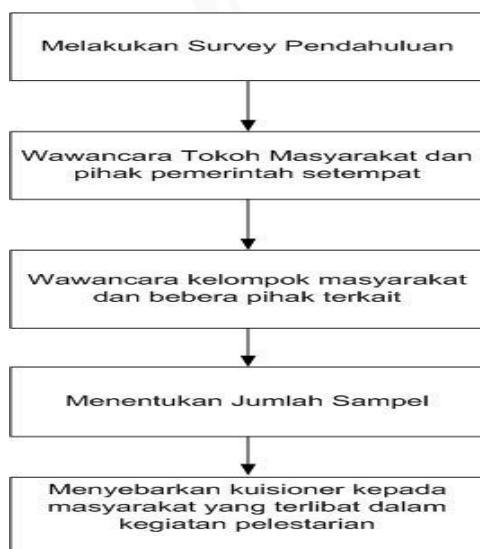 Melakukan Survey Pendahuluan
Wawancara Tokoh Masyarakat dan
pihak pemerintah setempat
Wawancara kelompok masyarakat
dan bebera pihak terkait
Menentukan Jumlah Sampel
Menyebarkan kuisioner kepada
masyarakat yang terlibat dalam
kegiatan pelestarian